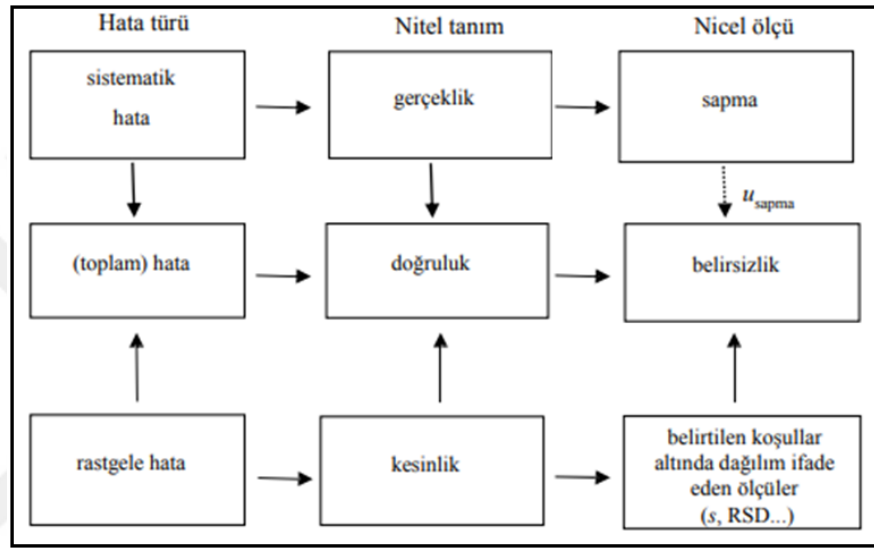 Hata türü
Nitel tanım
Nicel ölçü
sistematik
hata
gerçeklik
sapma
u sapma
(toplam) hata
doğruluk
belirsizlik
rastgele hata
kesinlik
belirtilen koşullar
altında dağılım ifade
eden ölçüler
(s, RSD...)